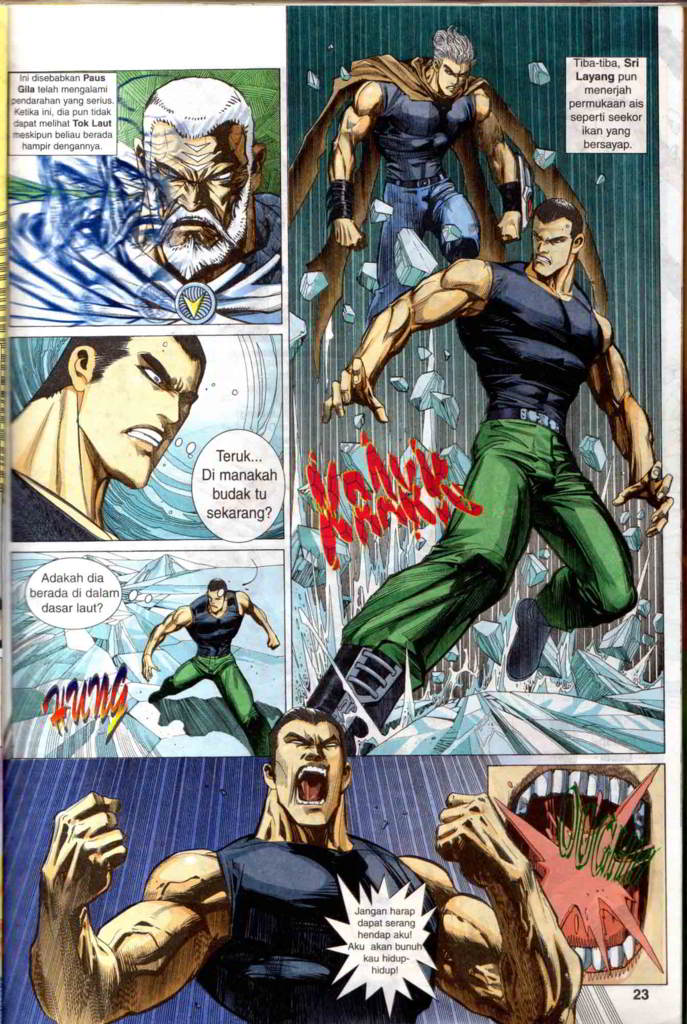 Ini disebabkan Paus
Gila telah mengalami
pendarahan yang serius.
Ketika ini, dia pun tidak
dapat melihat Tok Laut
meskipun beliau berada
hampir dengannya.
Teruk...
Di manakah
budak tu
sekarang?
Adakah dia
berada di dalam
dasar laut?
HUNG
Tiba-tiba, Sri
Layang pun
menerjah
permukaan ais
seperti seekor
ikan yang
bersayap.
KRAKK
Jangan harap
dapat serang
hendap aku!
Aku akan bunuh
kau hidup-
hidup!
23